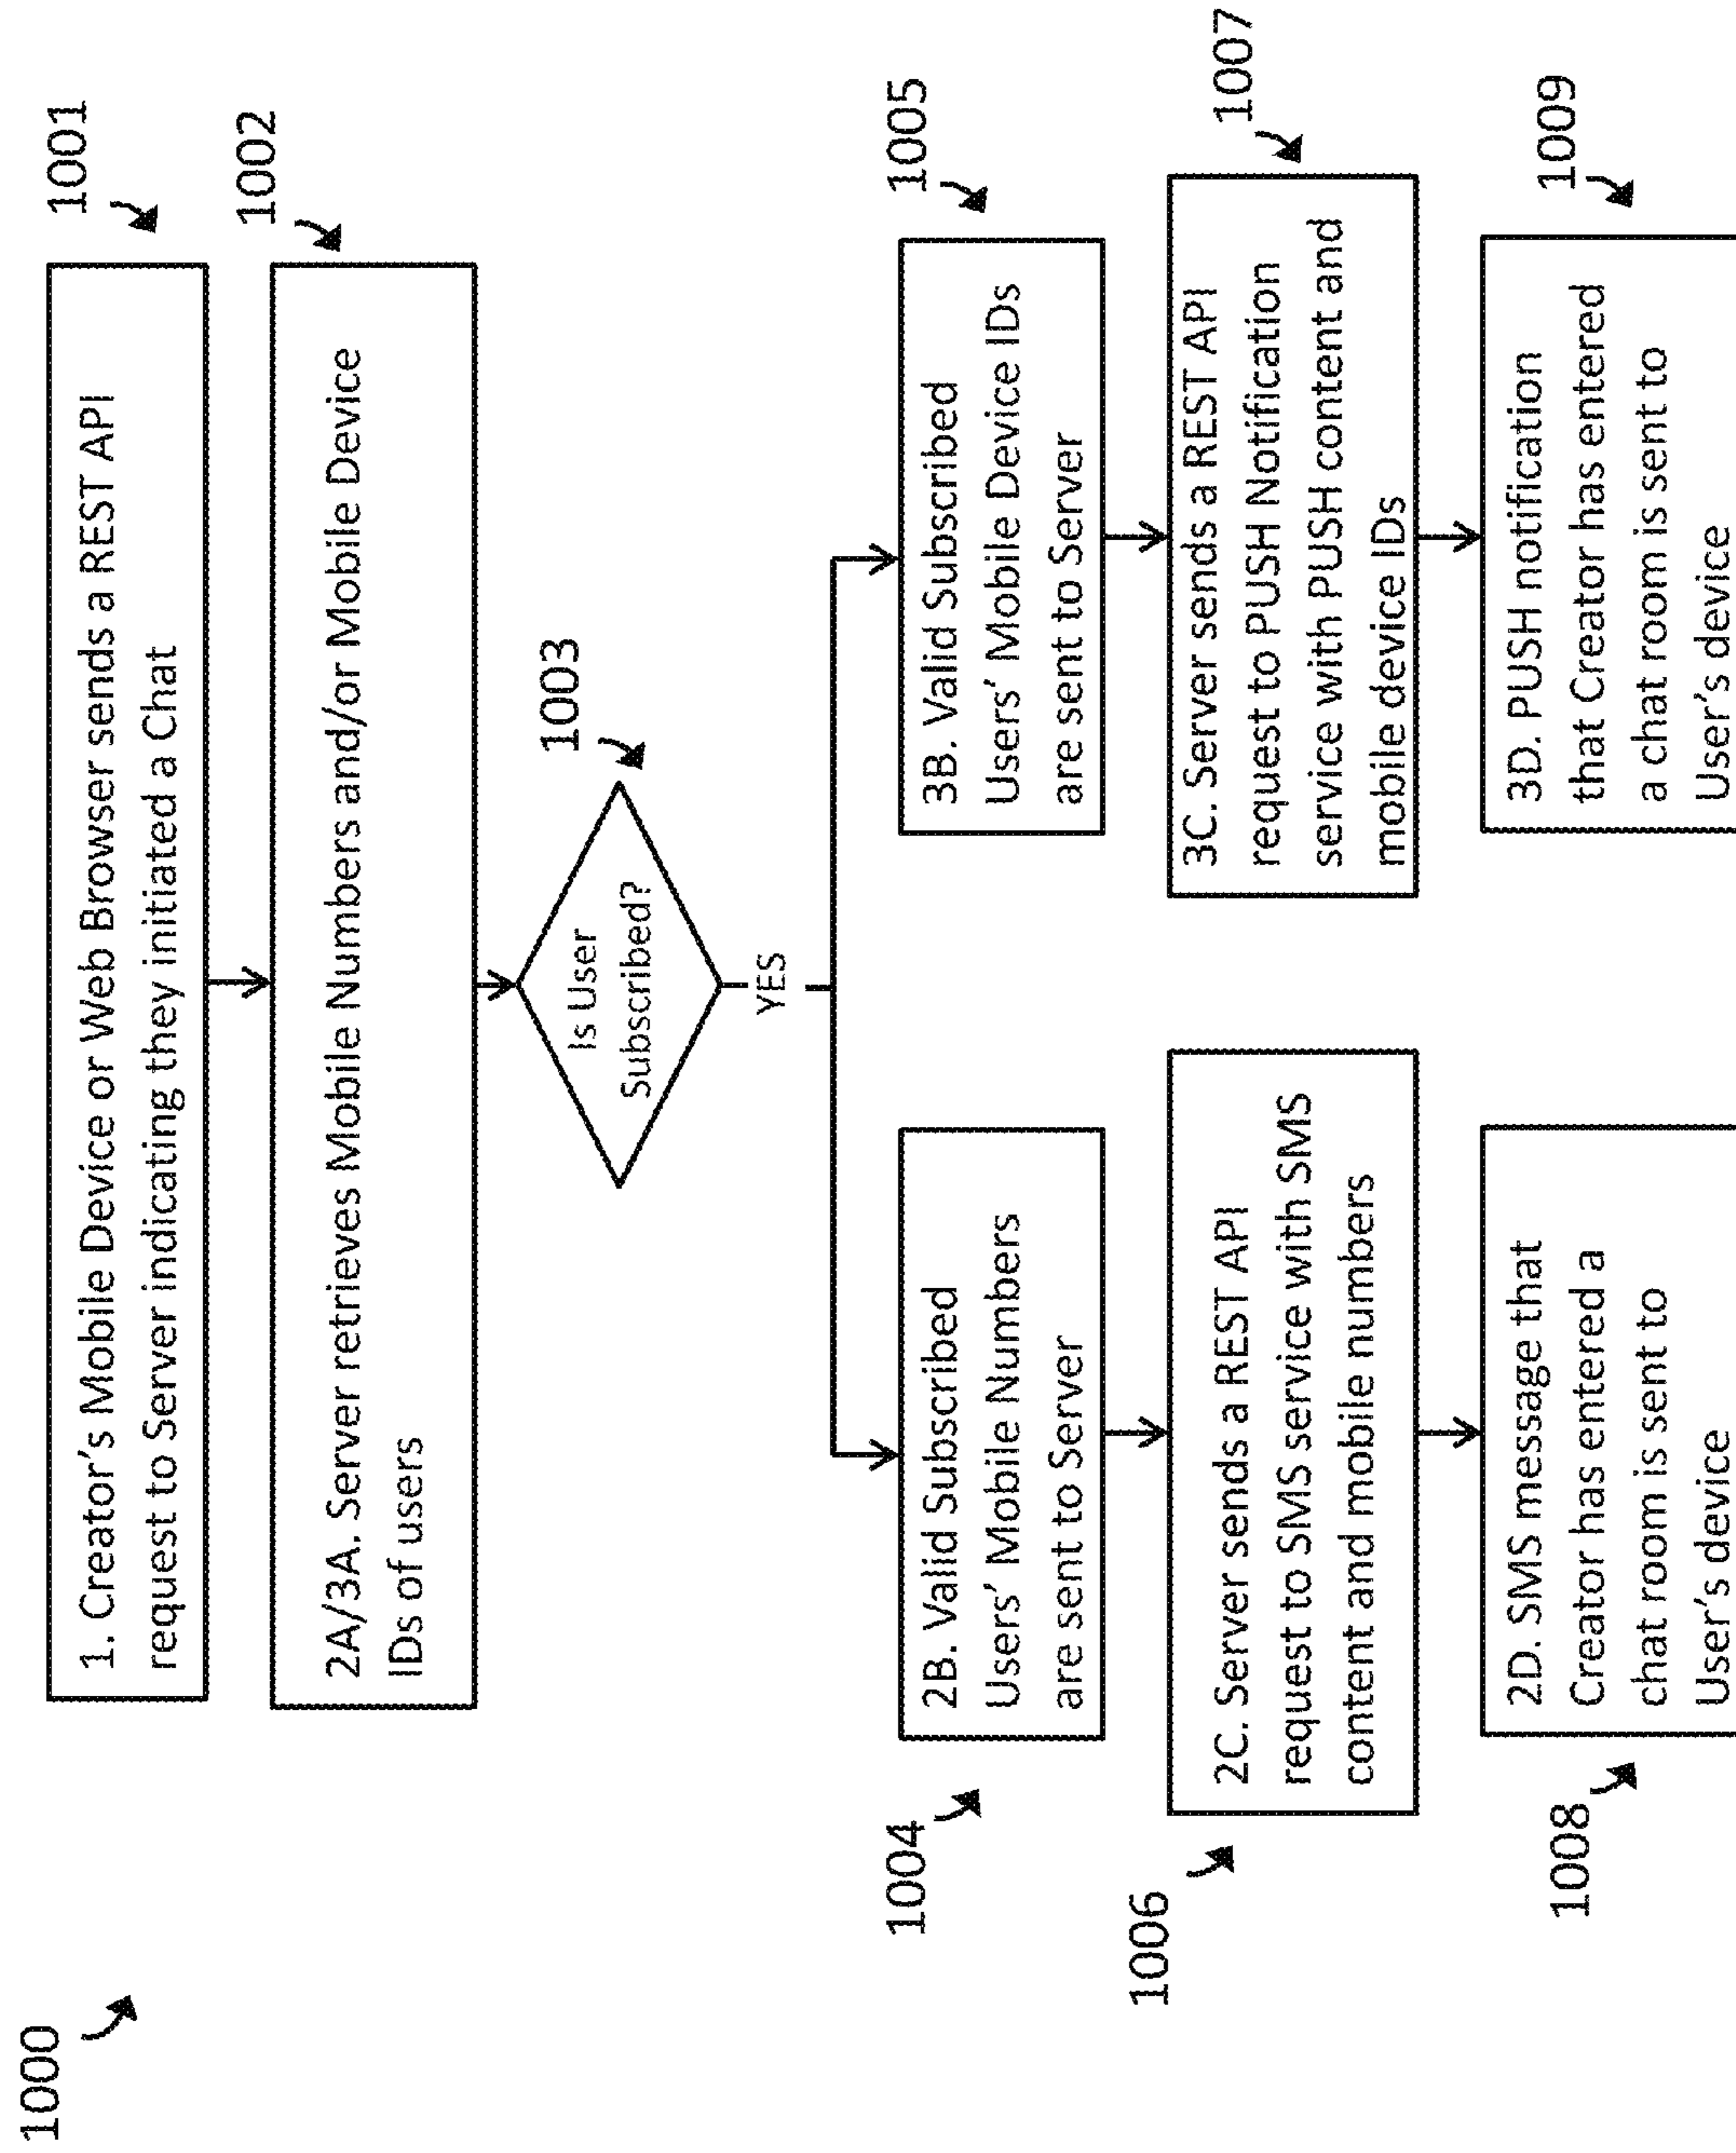 1000
1001
1. Creator's Mobile Device or Web Browser sends a REST API
request to Server indicating they initiated a Chat
1002
2A/3A. Server retrieves Mobile Numbers and/or Mobile Device
IDs of users
1003
Is User
Subscribed?
YES
1004
2B. Valid Subscribed
Users' Mobile Numbers
are sent to Server
1005
3B. Valid Subscribed
Users' Mobile Device IDs
are sent to Server
1006
2C. Server sends a REST API
request to SMS service with SMS
content and mobile numbers
1007
3C. Server sends a REST API
request to PUSH Notification
service with PUSH content and
mobile device IDs
1008
2D. SMS message that
Creator has entered a
chat room is sent to
User's device
1009
3D. PUSH notification
that Creator has entered
a chat room is sent to
User's device